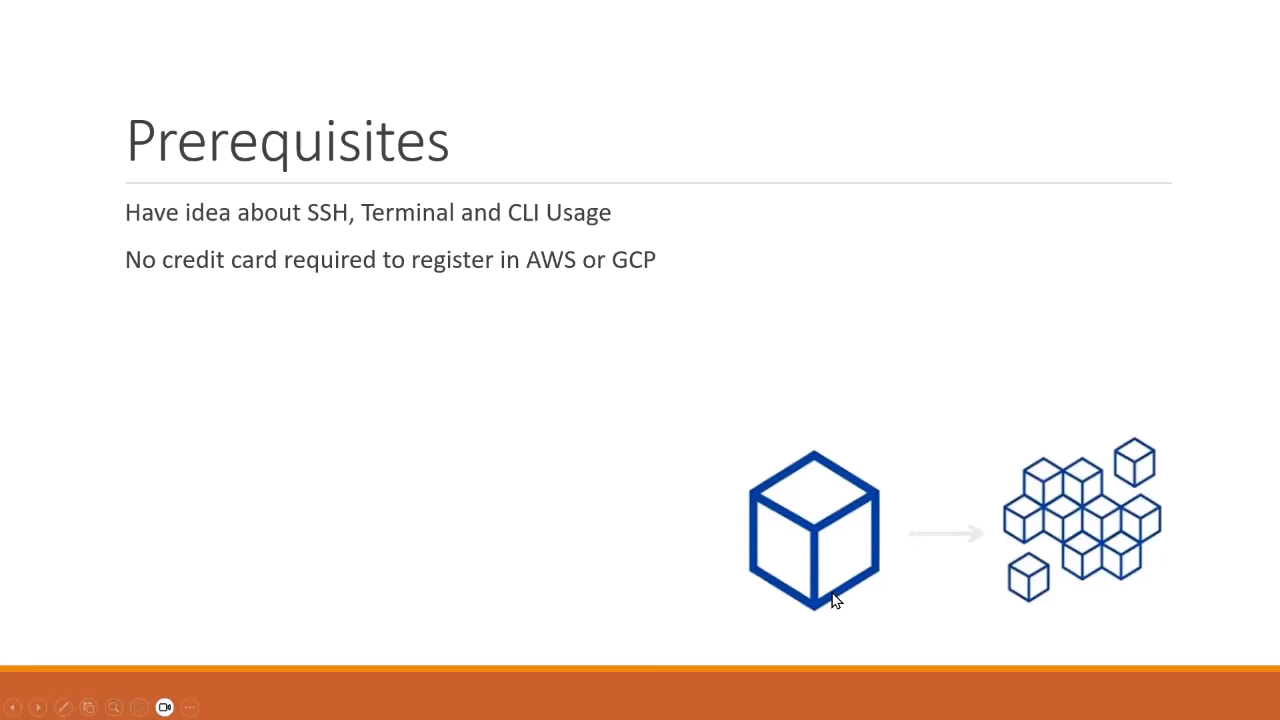 Prerequisites
Have idea about SSH, Terminal and CLI Usage
No credit card required to register in AWS or GCP